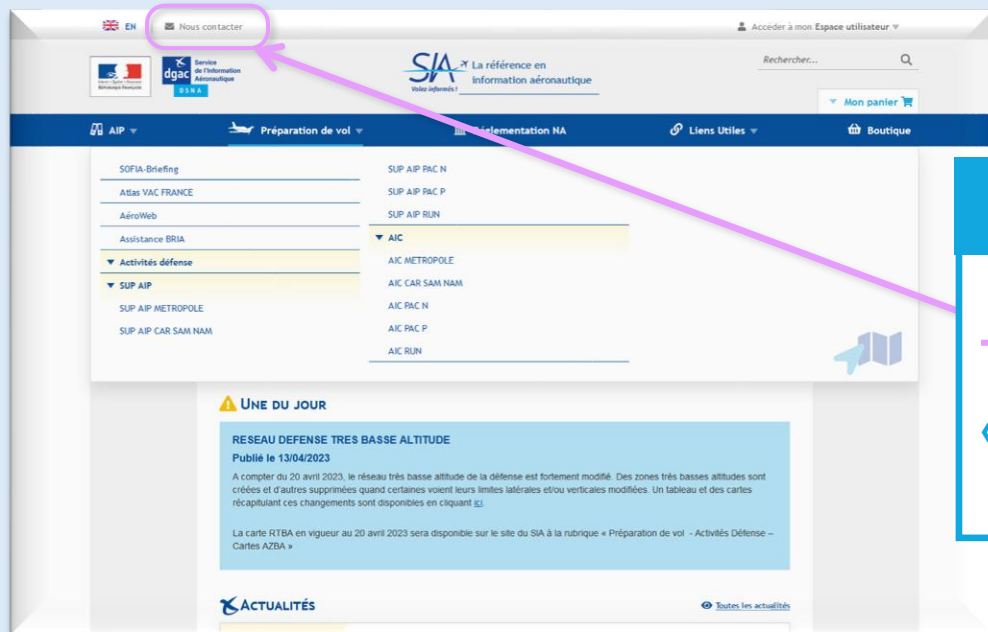 EN
Nous contacter
Accéder à mon Espace utilisateur
dgac
Service
de l'Information
Aéronautique
DSNA
SIA La référence en
information aéronautique
Volez informés !
Rechercher...
Mon panier
AIP
Préparation de vol
Réglementation NA
Liens Utiles
Boutique
SOFIA-Briefing
Atlas VAC FRANCE
AéroWeb
Assistance BRIA
Activités défense
SUP AIP
SUP AIP METROPOLE
SUP AIP CAR SAM NAM
SUP AIP PAC N
SUP AIP PAC P
SUP AIP RUN
AIC
AIC METROPOLE
AIC CAR SAM NAM
AIC PAC N
AIC PAC P
AIC RUN
UNE DU JOUR
RESEAU DEFENSE TRES BASSE ALTITUDE
Publié le 13/04/2023
A compter du 20 avril 2023, le réseau très basse altitude de la défense est fortement modifié. Des zones très basses altitudes sont
créées et d'autres supprimées quand certaines voient leurs limites latérales et/ou verticales modifiées. Un tableau et des cartes
récapitulant ces changements sont disponibles en cliquant ici.
La carte RTBA en vigueur au 20 avril 2023 sera disponible sur le site du SIA à la rubrique « Préparation de vol - Activités Défense –
Cartes AZBA »
ACTUALITÉS
Toutes les actualités